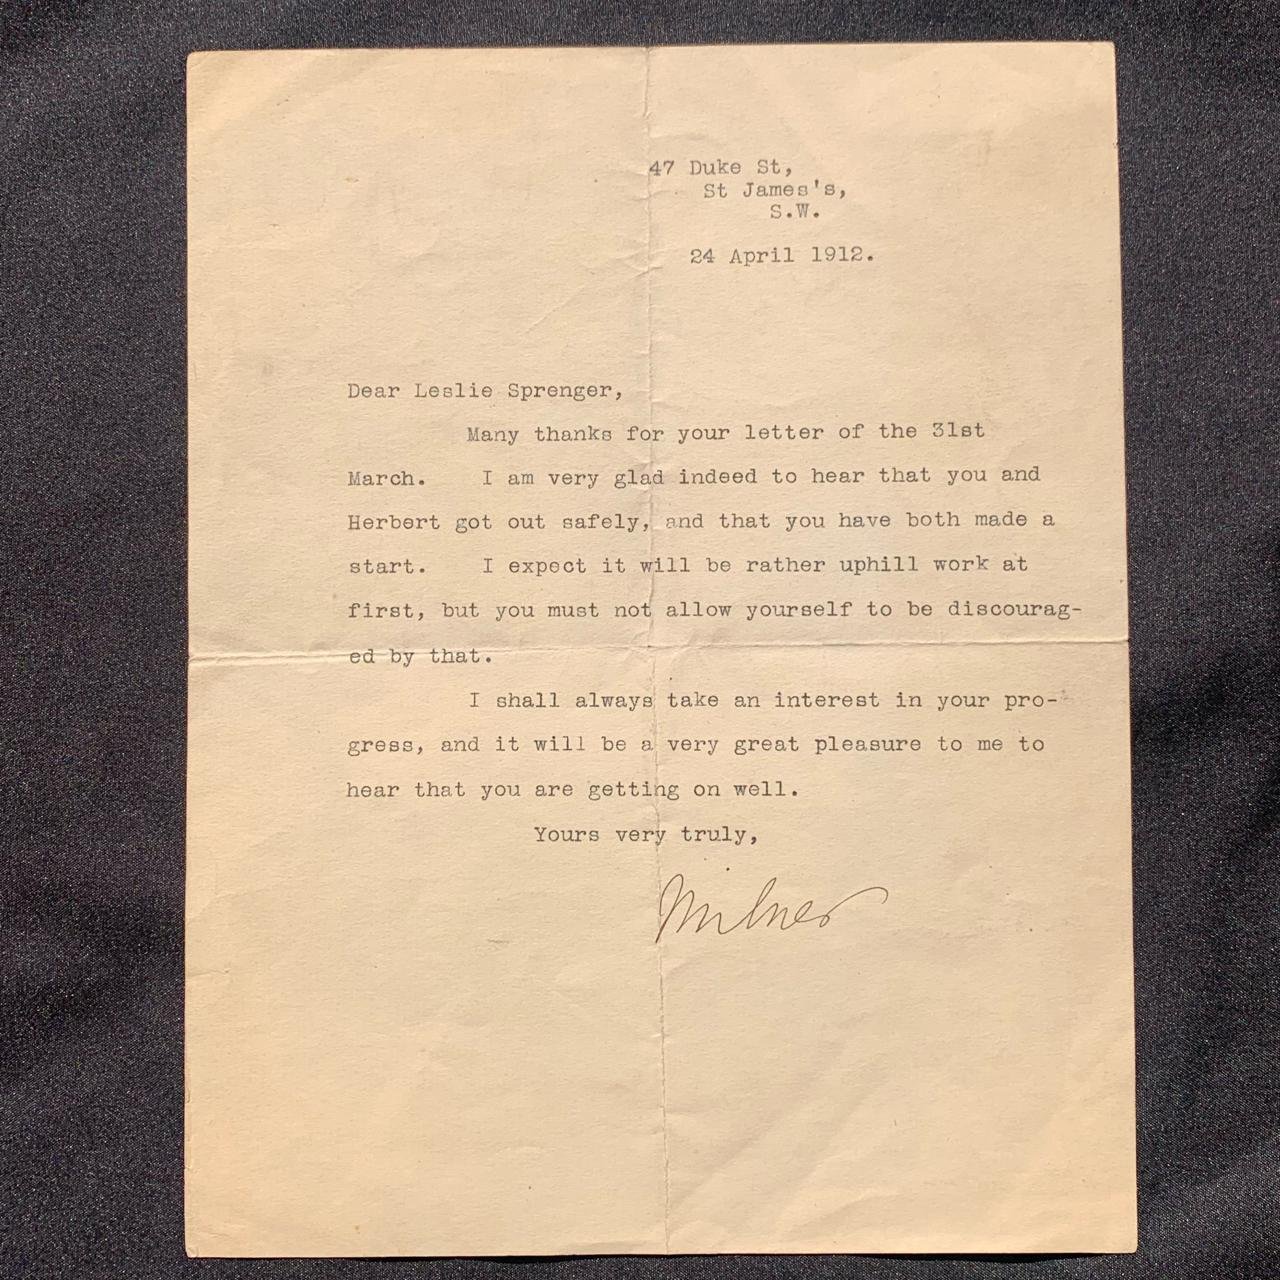 47 Duke St,
St James's,
S.W.
24 April 1912.
Dear Leslie Sprenger,
Many thanks for your letter of the 31st
March. I am very glad indeed to hear that you and
Herbert got out safely, and that you have both made a
start. I expect it will be rather uphill work at
first, but you must not allow yourself to be discourag-
ed by that.
I shall always take an interest in your pro-
gress, and it will be a very great pleasure to me to
hear that you are getting on well.
Yours very truly,
Milner